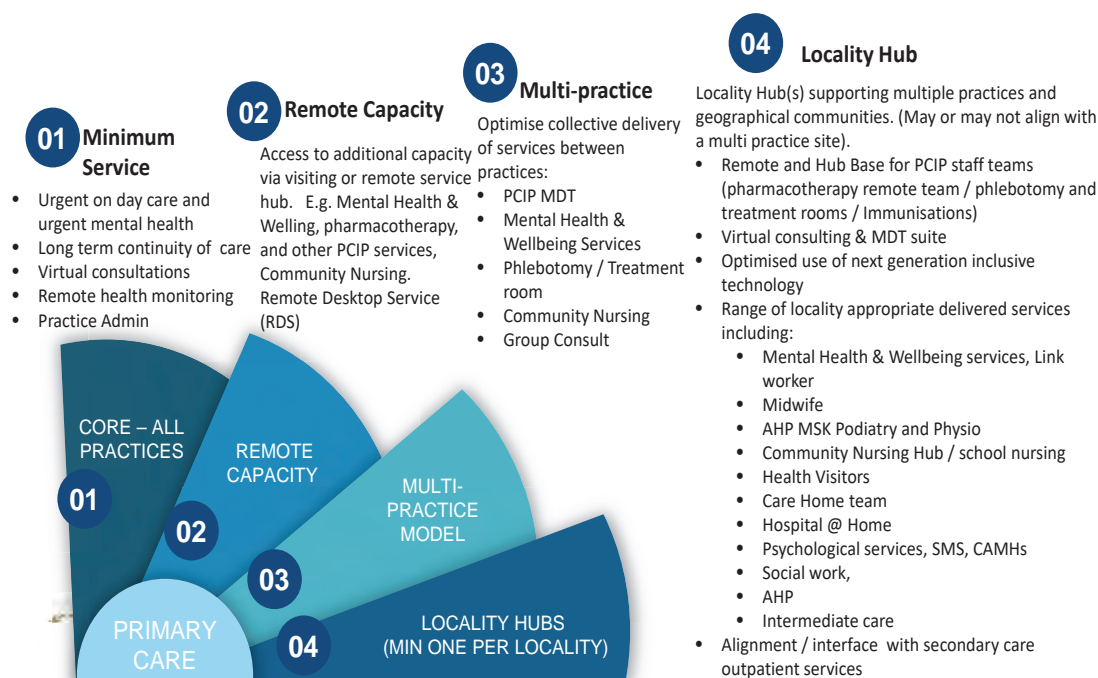 01 Minimum
Service
• Urgent on day care and
urgent mental health
• Long term continuity of care
• Virtual consultations
• Remote health monitoring
• Practice Admin
02 Remote Capacity
Access to additional capacity
via visiting or remote service
hub. E.g. Mental Health &
Welling, pharmacotherapy,
and other PCIP services,
Community Nursing.
Remote Desktop Service
(RDS)
03 Multi-practice
Optimise collective delivery
of services between
practices:
• PCIP MDT
• Mental Health &
Wellbeing Services
• Phlebotomy / Treatment
room
• Community Nursing
• Group Consult
04 Locality Hub
Locality Hub(s) supporting multiple practices and
geographical communities. (May or may not align with
a multi practice site).
• Remote and Hub Base for PCIP staff teams
(pharmacotherapy remote team / phlebotomy and
treatment rooms / Immunisations)
• Virtual consulting & MDT suite
• Optimised use of next generation inclusive
technology
• Range of locality appropriate delivered services
including:
• Mental Health & Wellbeing services, Link
worker
• Midwife
• AHP MSK Podiatry and Physio
• Community Nursing Hub / school nursing
• Health Visitors
• Care Home team
• Hospital @ Home
• Psychological services, SMS, CAMHs
• Social work,
• AHP
• Intermediate care
• Alignment / interface with secondary care
outpatient services
CORE – ALL
PRACTICES
01
REMOTE
CAPACITY
02
MULTI-
PRACTICE
MODEL
03
LOCALITY HUBS
(MIN ONE PER LOCALITY)
04
PRIMARY
CARE